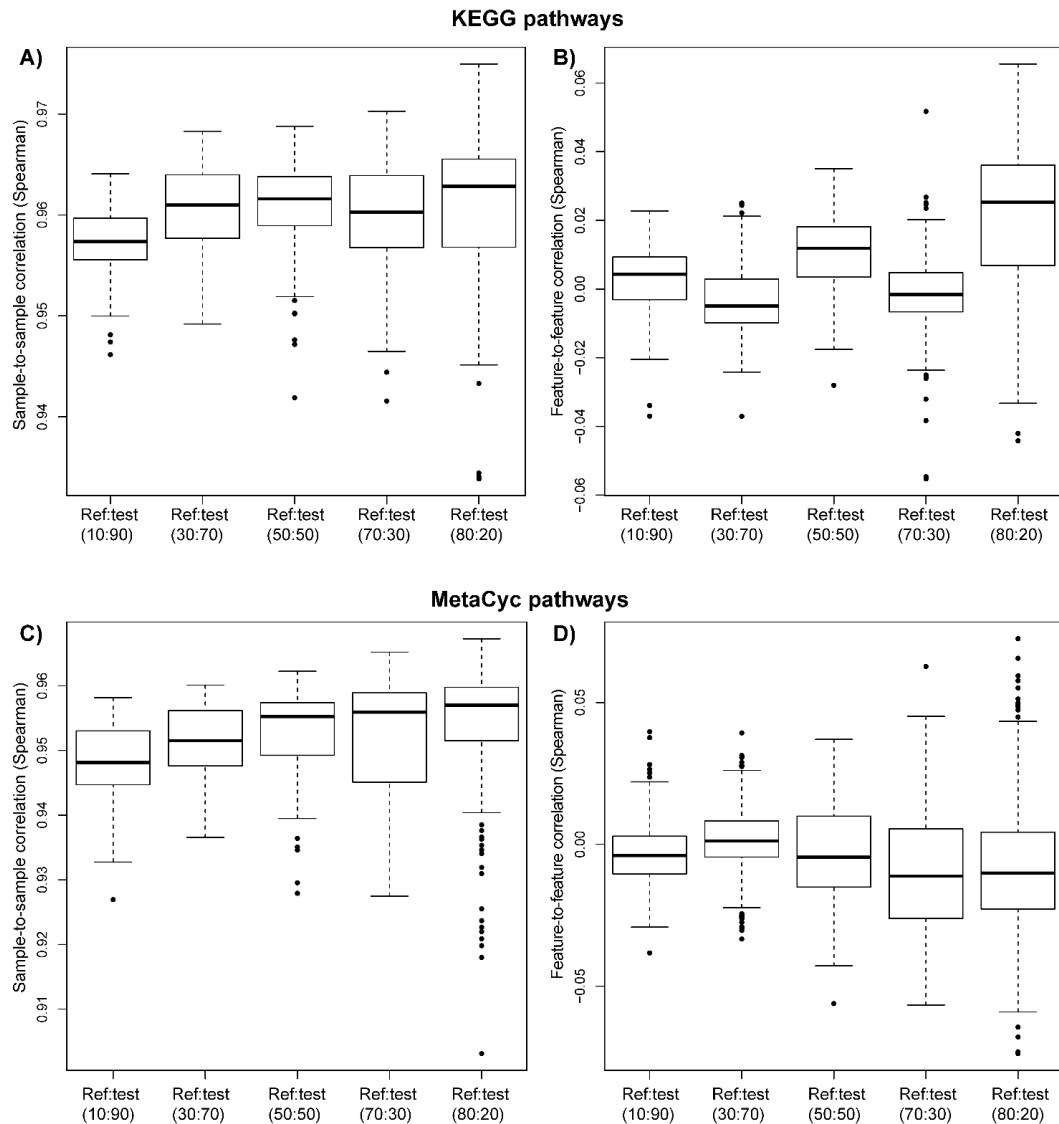 KEGG pathways
A)
Sample-to-sample correlation (Spearman)
0.97
0.96
0.95
0.94
Ref:test
(10:90)
Ref:test
(30:70)
Ref:test
(50:50)
Ref:test
(70:30)
Ref:test
(80:20)
B)
Feature-to-feature correlation (Spearman)
0.06
0.04
0.02
0.00
−0.02
−0.04
−0.06
Ref:test
(10:90)
Ref:test
(30:70)
Ref:test
(50:50)
Ref:test
(70:30)
Ref:test
(80:20)
MetaCyc pathways
C)
Sample-to-sample correlation (Spearman)
0.96
0.95
0.94
0.93
0.92
0.91
Ref:test
(10:90)
Ref:test
(30:70)
Ref:test
(50:50)
Ref:test
(70:30)
Ref:test
(80:20)
D)
Feature-to-feature correlation (Spearman)
0.05
0.00
−0.05
Ref:test
(10:90)
Ref:test
(30:70)
Ref:test
(50:50)
Ref:test
(70:30)
Ref:test
(80:20)